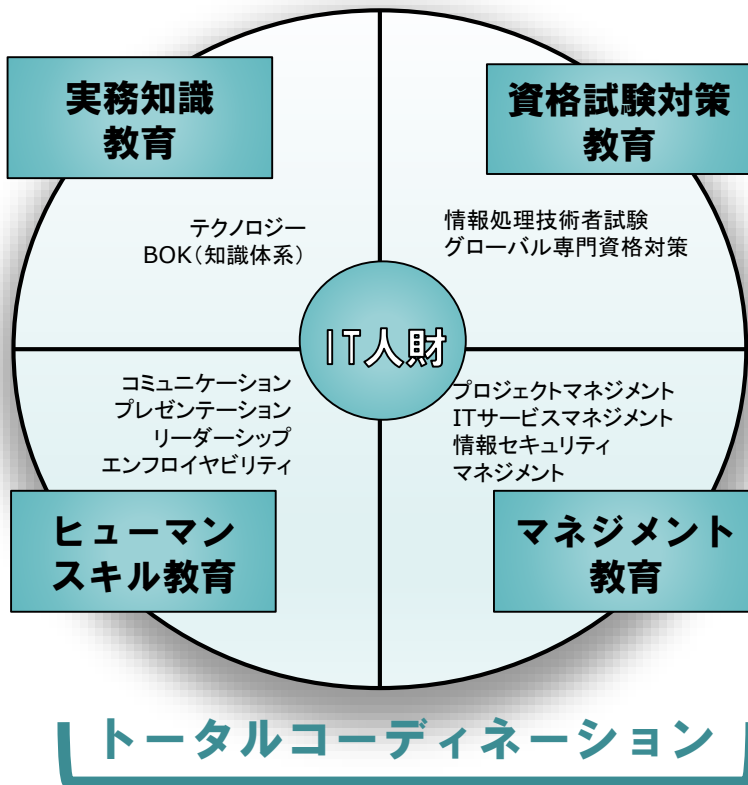 実務知識
教育
資格試験対策
教育
テクノロジー
BOK（知識体系）
情報処理技術者試験
グローバル専門資格対策
IT人財
コミュニケーション
プレゼンテーション
リーダーシップ
エンフロイヤビリティ
プロジェクトマネジメント
ITサービスマネジメント
情報セキュリティ
マネジメント
ヒューマン
スキル教育
マネジメント
教育
トータルコーディネーション